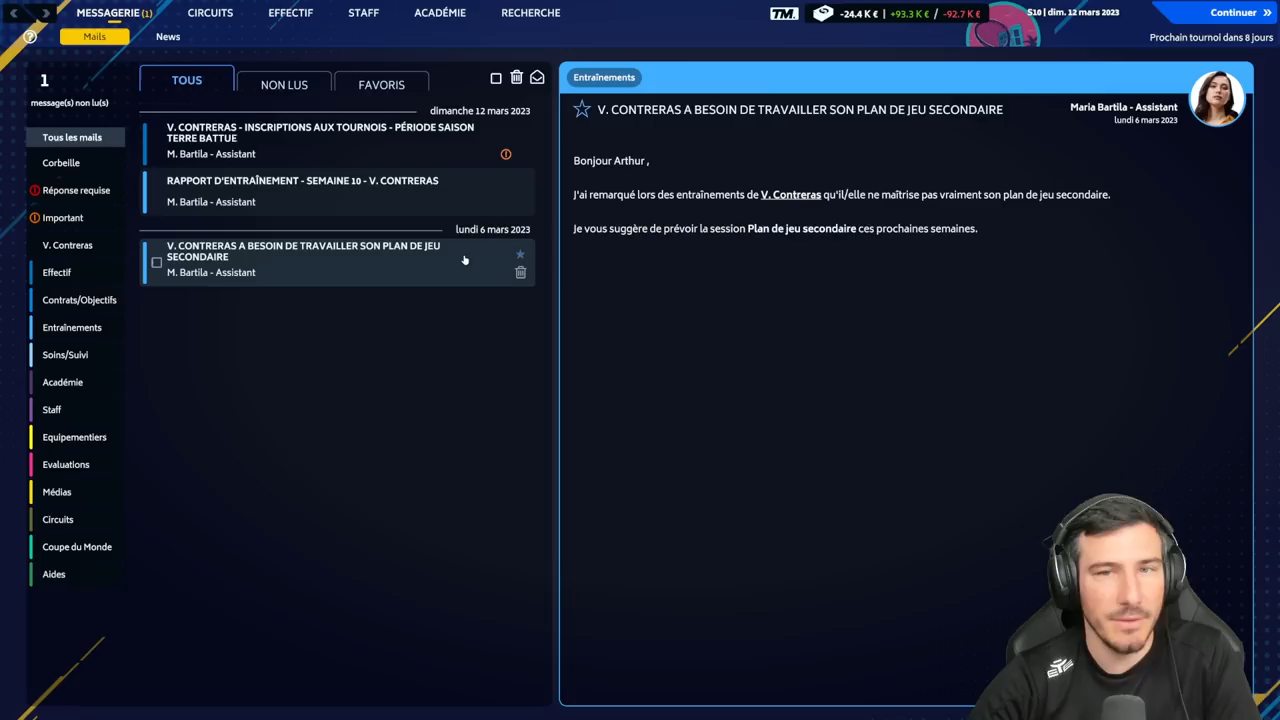 MESSAGERIE (1)
CIRCUITS
EFFECTIF
STAFF
ACADÉMIE
RECHERCHE
TM.
-24.4 K € | +93.3 K € / -92.7 K €
S10 | dim. 12 mars 2023
Continuer
Mails
News
Prochain tournoi dans 8 jours
1
message(s) non lu(s)
Tous les mails
Corbeille
Réponse requise
Important
V. Contreras
Effectif
Contrats/Objectifs
Entraînements
Soins/Suivi
Académie
Staff
Equipementiers
Evaluations
Médias
Circuits
Coupe du Monde
Aides
TOUS
NON LUS
FAVORIS
dimanche 12 mars 2023
V. CONTRERAS - INSCRIPTIONS AUX TOURNOIS - PÉRIODE SAISON
TERRE BATTUE
M. Bartila - Assistant
RAPPORT D'ENTRAÎNEMENT - SEMAINE 10 - V. CONTRERAS
M. Bartila - Assistant
lundi 6 mars 2023
V. CONTRERAS A BESOIN DE TRAVAILLER SON PLAN DE JEU
SECONDAIRE
M. Bartila - Assistant
Entraînements
V. CONTRERAS A BESOIN DE TRAVAILLER SON PLAN DE JEU SECONDAIRE
Maria Bartila - Assistant
lundi 6 mars 2023
Bonjour Arthur ,
J'ai remarqué lors des entraînements de V. Contreras qu'il/elle ne maîtrise pas vraiment son plan de jeu secondaire.
Je vous suggère de prévoir la session Plan de jeu secondaire ces prochaines semaines.